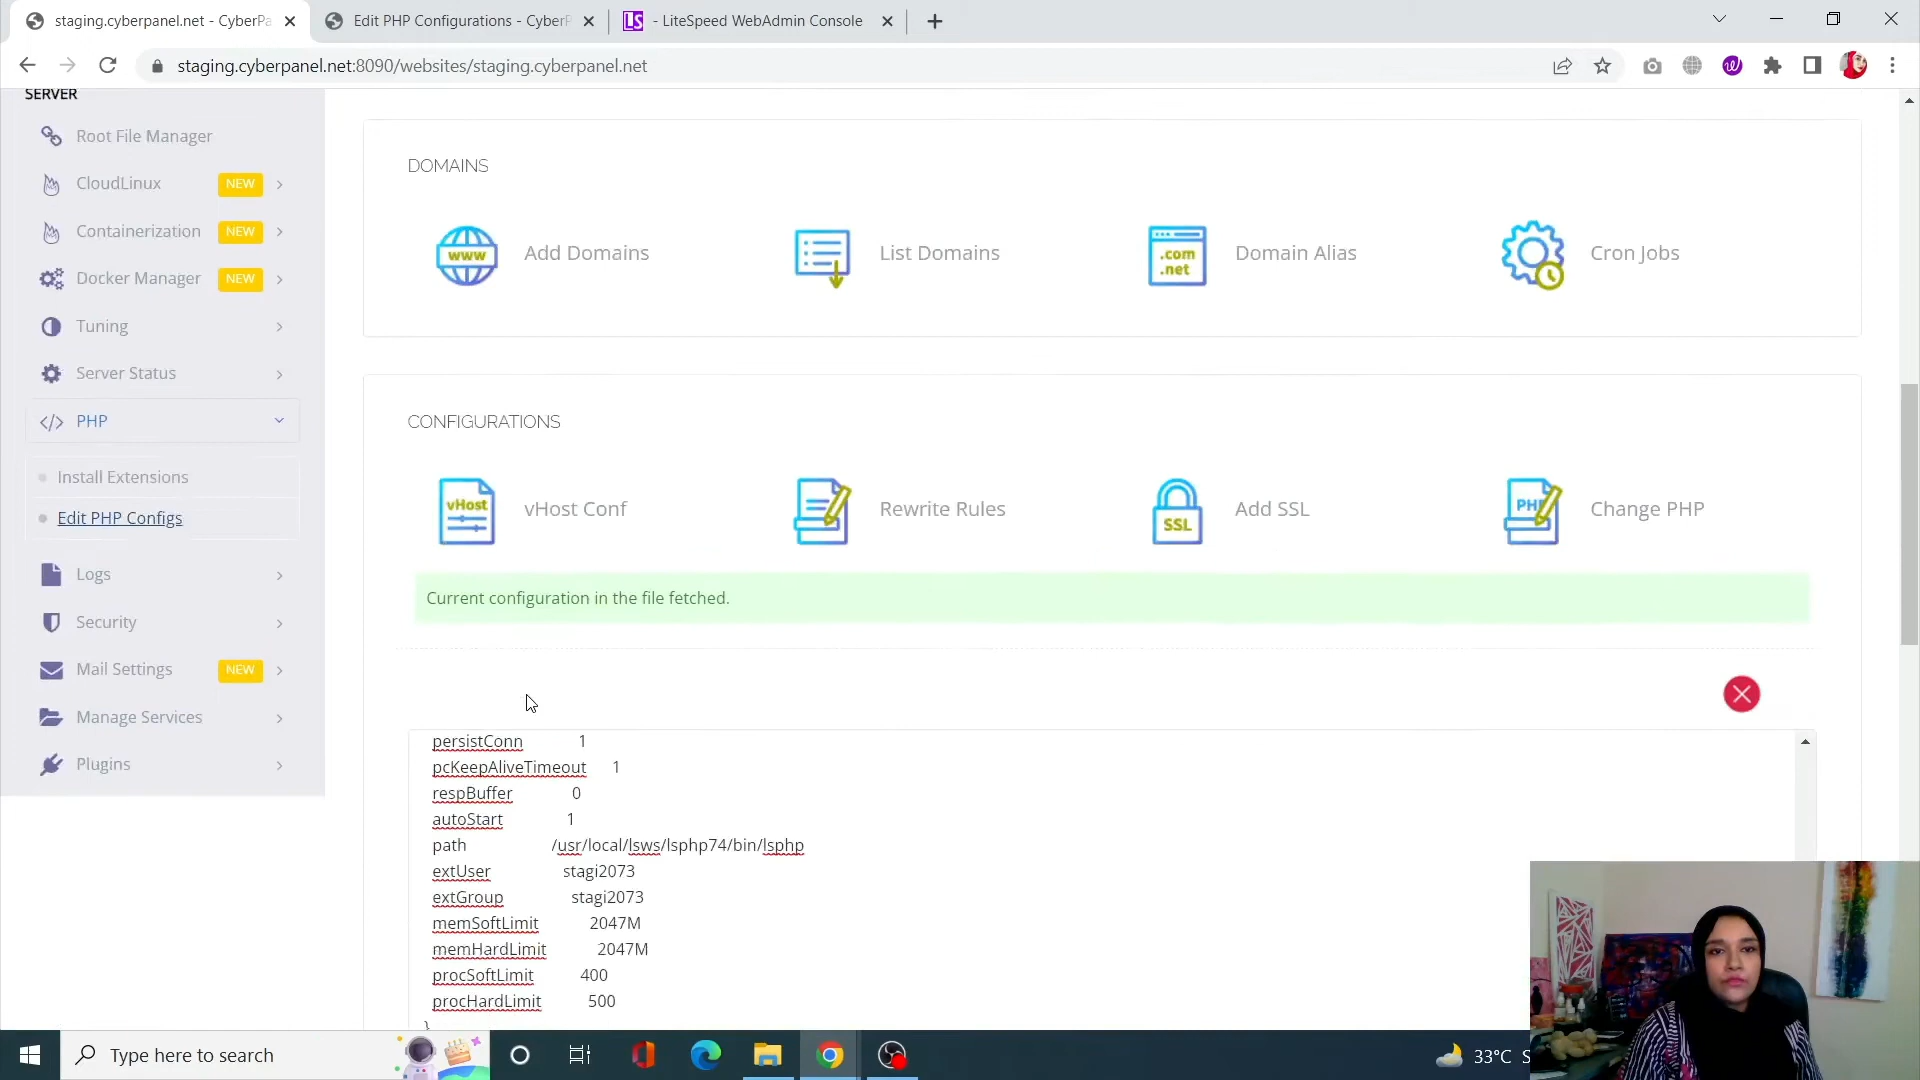 staging.cyberpanel.net - CyberPa
Edit PHP Configurations - CyberP
LS - LiteSpeed WebAdmin Console
staging.cyberpanel.net:8090/websites/staging.cyberpanel.net
SERVER
Root File Manager
CloudLinux NEW
Containerization NEW
Docker Manager NEW
Tuning
Server Status
PHP
Install Extensions
Edit PHP Configs
Logs
Security
Mail Settings NEW
Manage Services
Plugins
DOMAINS
www Add Domains
List Domains
.com .net Domain Alias
Cron Jobs
CONFIGURATIONS
vHost vHost Conf
Rewrite Rules
SSL Add SSL
PHP Change PHP
Current configuration in the file fetched.
persistConn 1
pcKeepAliveTimeout 1
respBuffer 0
autoStart 1
path /usr/local/lsws/lsphp74/bin/lsphp
extUser stagi2073
extGroup stagi2073
memSoftLimit 2047M
memHardLimit 2047M
procSoftLimit 400
procHardLimit 500
}
Type here to search
33°C S